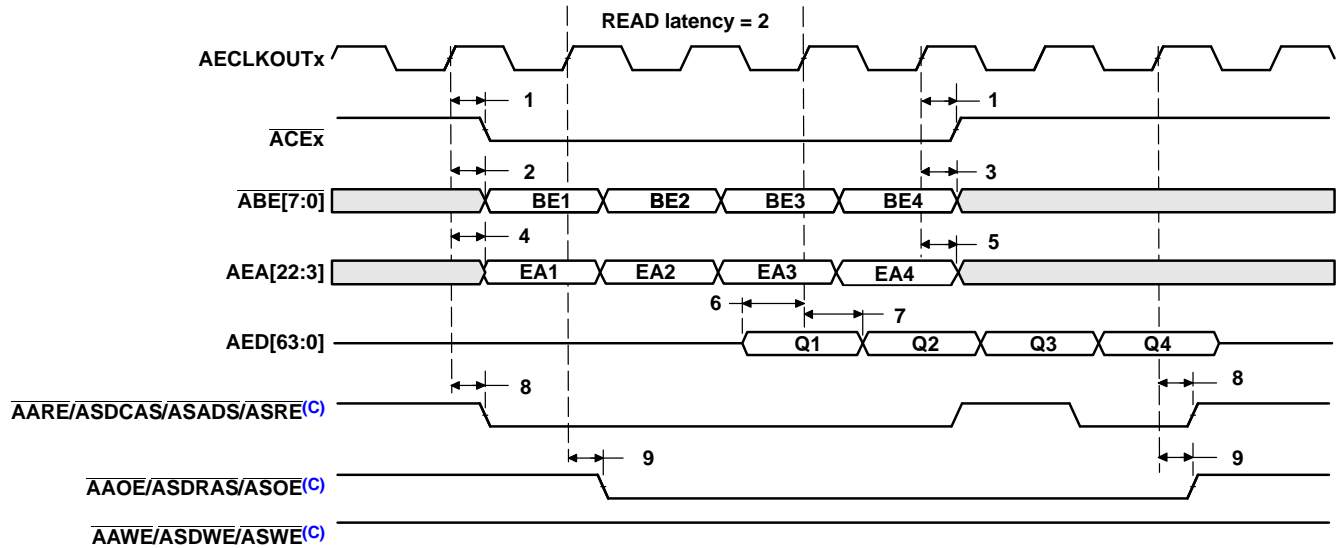 READ latency = 2
AECLKOUTx
1 1
ACEx
2 3
ABE[7:0] BE1 BE2 BE3 BE4
4 5
AEA[22:3] EA1 EA2 EA3 EA4
6 7
AED[63:0] Q1 Q2 Q3 Q4
8 8
AARE/ASDCAS/ASADS/ASRE(C)
9 9
AAOE/ASDRAS/ASOE(C)
AAWE/ASDWE/ASWE(C)